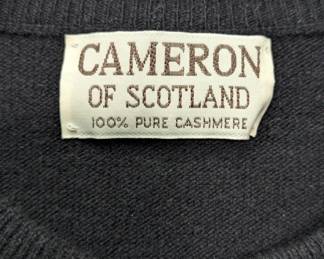 CAMERON
OF SCOTLAND
100% PURE CASHMERE